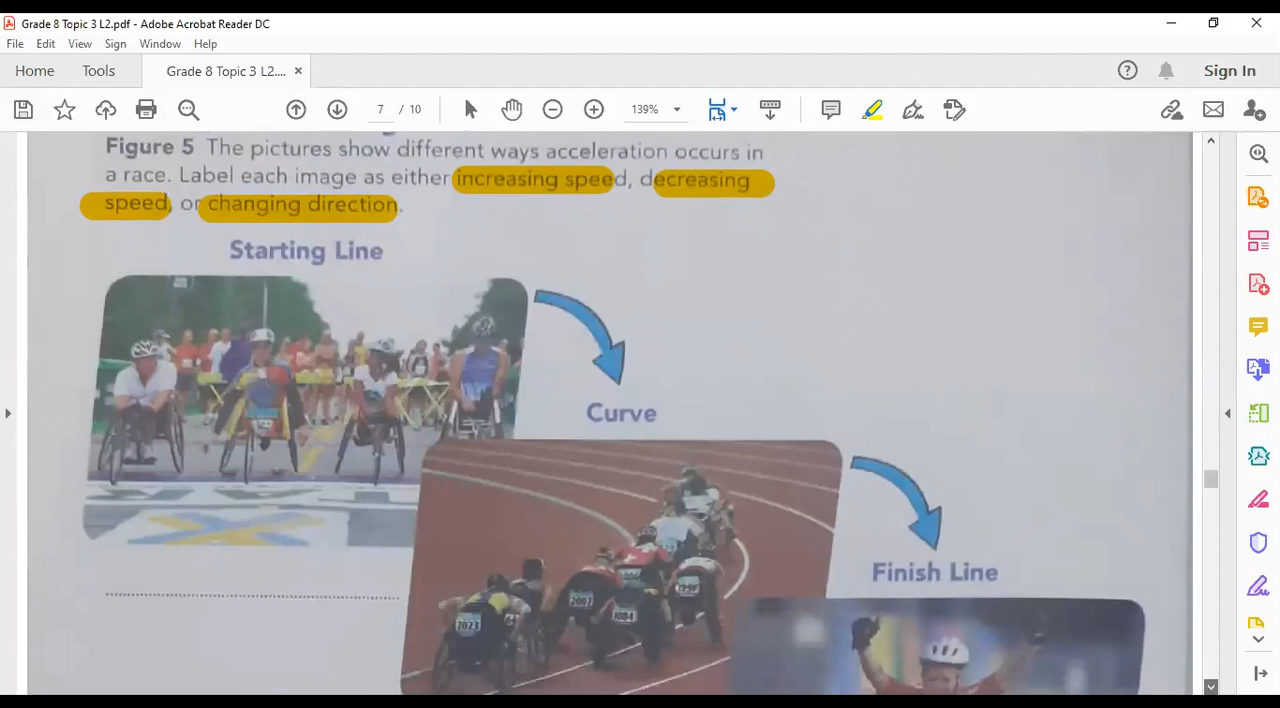 Grade 8 Topic 3 L2.pdf - Adobe Acrobat Reader DC
File Edit View Sign Window Help
Home Tools Grade 8 Topic 3 L2.... × Sign In
7 / 10 139%
Figure 5 The pictures show different ways acceleration occurs in
a race. Label each image as either increasing speed, decreasing
speed, or changing direction.
Starting Line
Curve
Finish Line
2007
1004
2023